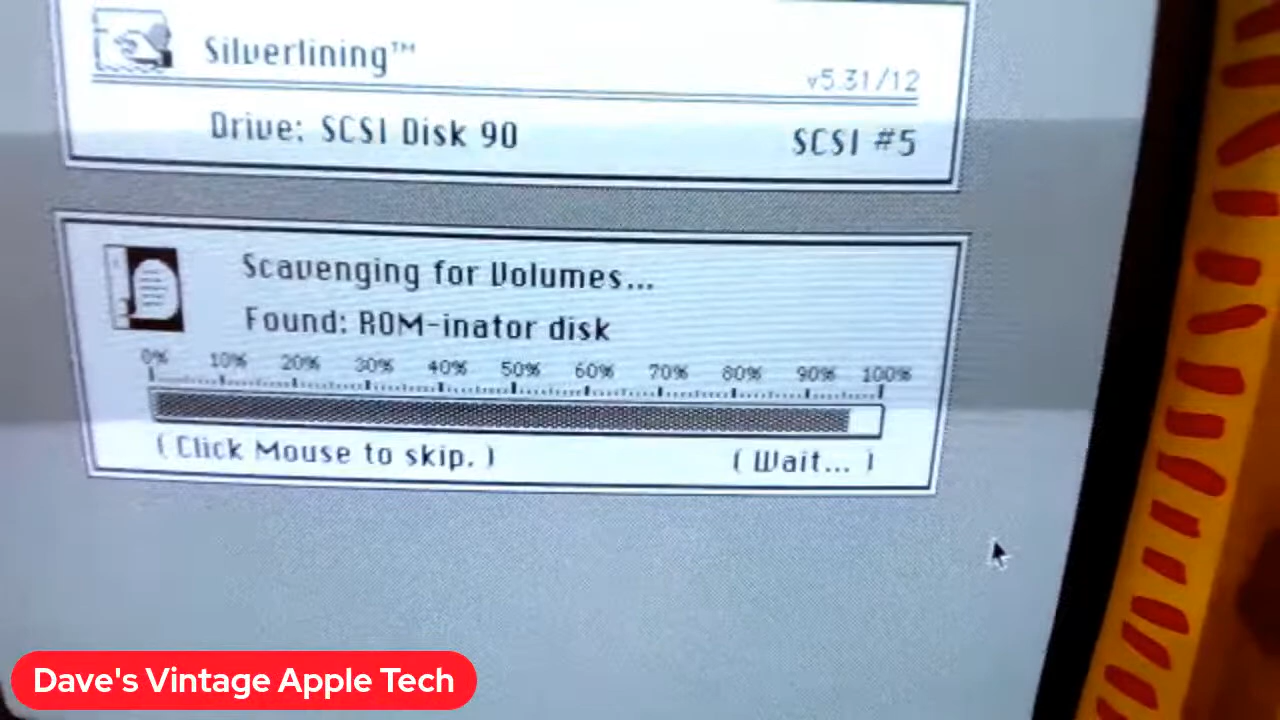 Silverlining™
v5.31/12
Drive: SCSI Disk 90 SCSI #5
Scavenging for Volumes...
Found: ROM-inator disk
0% 10% 20% 30% 40% 50% 60% 70% 80% 90% 100%
( Click Mouse to skip. ) ( Wait... )
Dave's Vintage Apple Tech